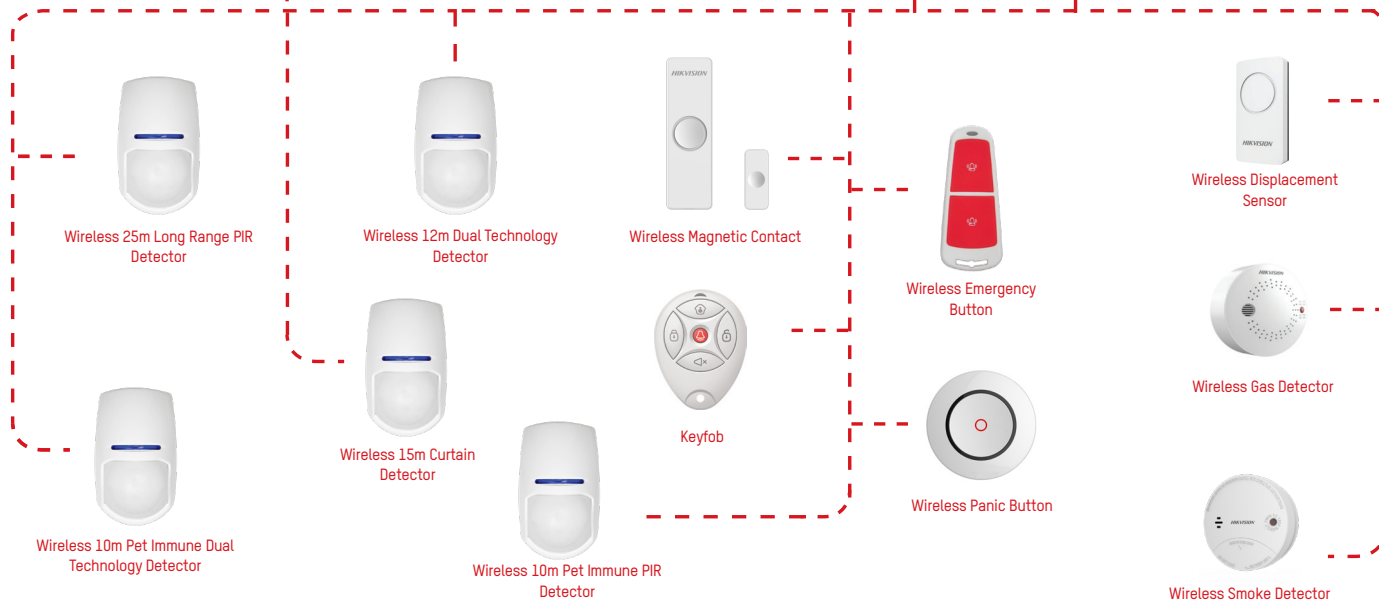 HIKVISION
HIKVISION
Wireless 25m Long Range PIR
Detector
Wireless 12m Dual Technology
Detector
Wireless Magnetic Contact
Wireless Displacement
Sensor
Wireless Emergency
Button
HIKVISION
Wireless Gas Detector
Keyfob
Wireless 15m Curtain
Detector
Wireless Panic Button
HIKVISION
Wireless 10m Pet Immune Dual
Technology Detector
Wireless 10m Pet Immune PIR
Detector
Wireless Smoke Detector